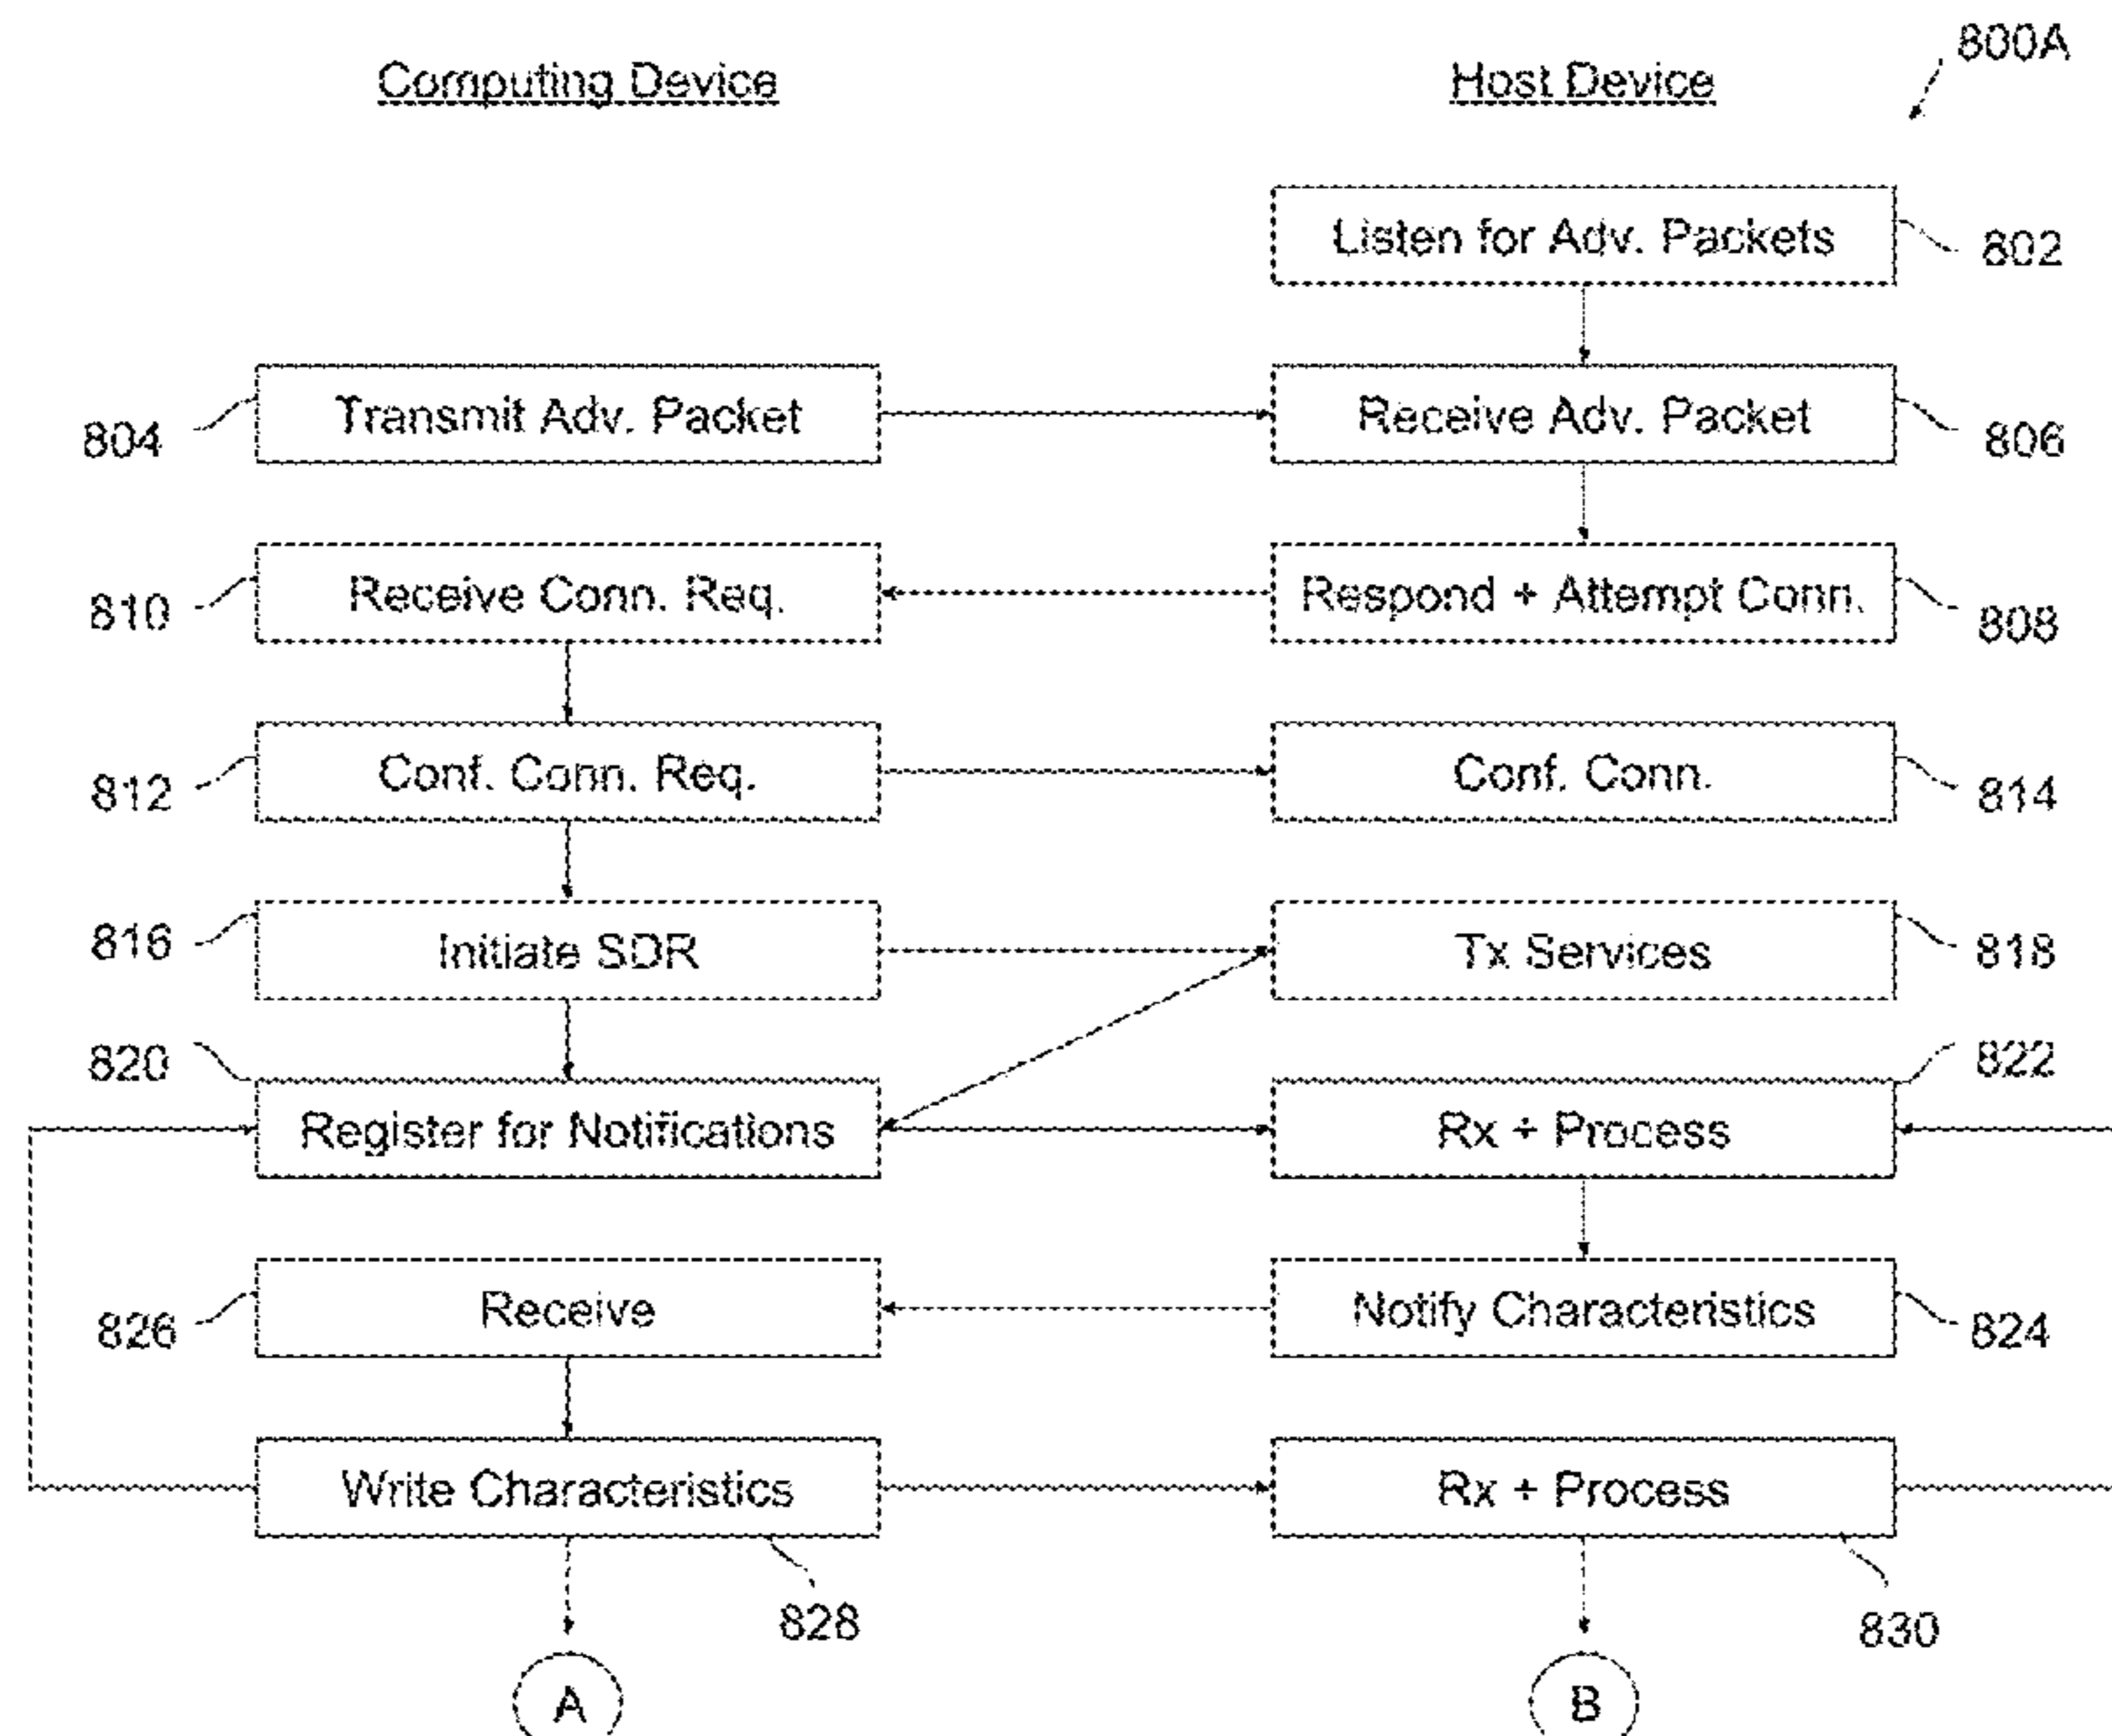 800A
Computing Device
Host Device
Listen for Adv. Packets
802
804
Transmit Adv. Packet
Receive Adv. Packet
806
810
Receive Conn. Req.
Respond + Attempt Conn.
808
812
Conf. Conn. Req.
Conf. Conn.
814
816
Initiate SDR
Tx Services
818
820
Register for Notifications
Rx + Process
822
826
Receive
Notify Characteristics
824
Write Characteristics
828
Rx + Process
830
A
B